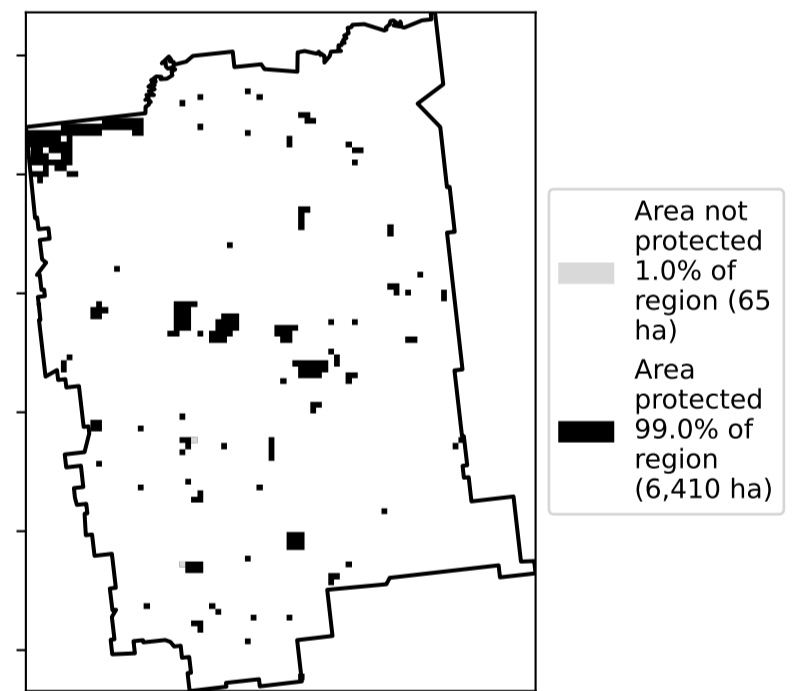 Area not
protected
1.0% of
region (65
ha)
Area
protected
99.0% of
region
(6,410 ha)